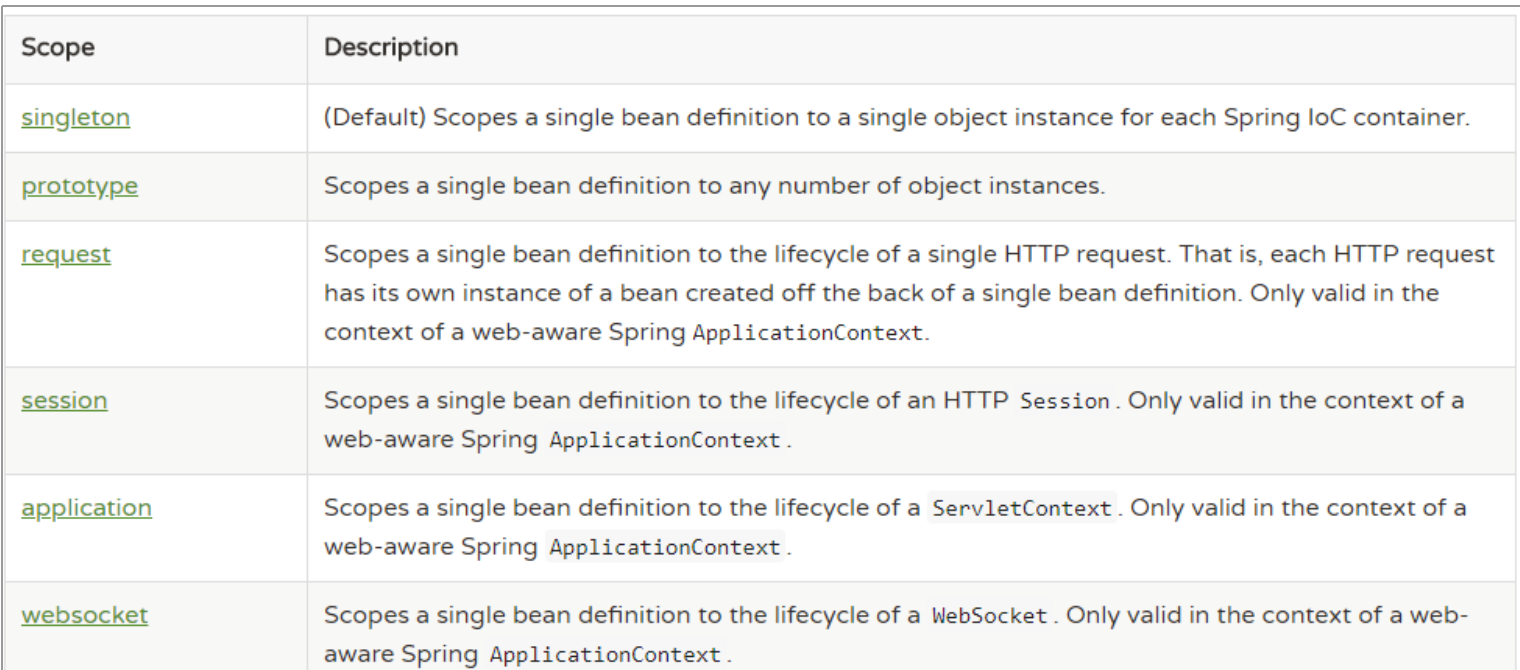 Scope Description
singleton (Default) Scopes a single bean definition to a single object instance for each Spring IoC container.
prototype Scopes a single bean definition to any number of object instances.
request Scopes a single bean definition to the lifecycle of a single HTTP request. That is, each HTTP request
has its own instance of a bean created off the back of a single bean definition. Only valid in the
context of a web-aware Spring ApplicationContext.
session Scopes a single bean definition to the lifecycle of an HTTP Session. Only valid in the context of a
web-aware Spring ApplicationContext.
application Scopes a single bean definition to the lifecycle of a ServletContext. Only valid in the context of a
web-aware Spring ApplicationContext.
websocket Scopes a single bean definition to the lifecycle of a WebSocket. Only valid in the context of a web-
aware Spring ApplicationContext.